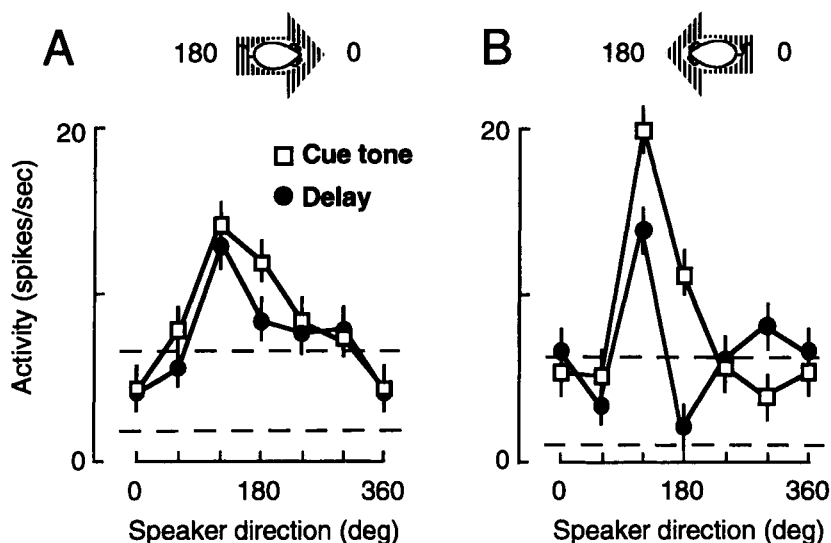 A
180
0
20
Cue tone
Delay
Activity (spikes/sec)
0
0
180
360
Speaker direction (deg)
B
180
0
20
0
0
180
360
Speaker direction (deg)